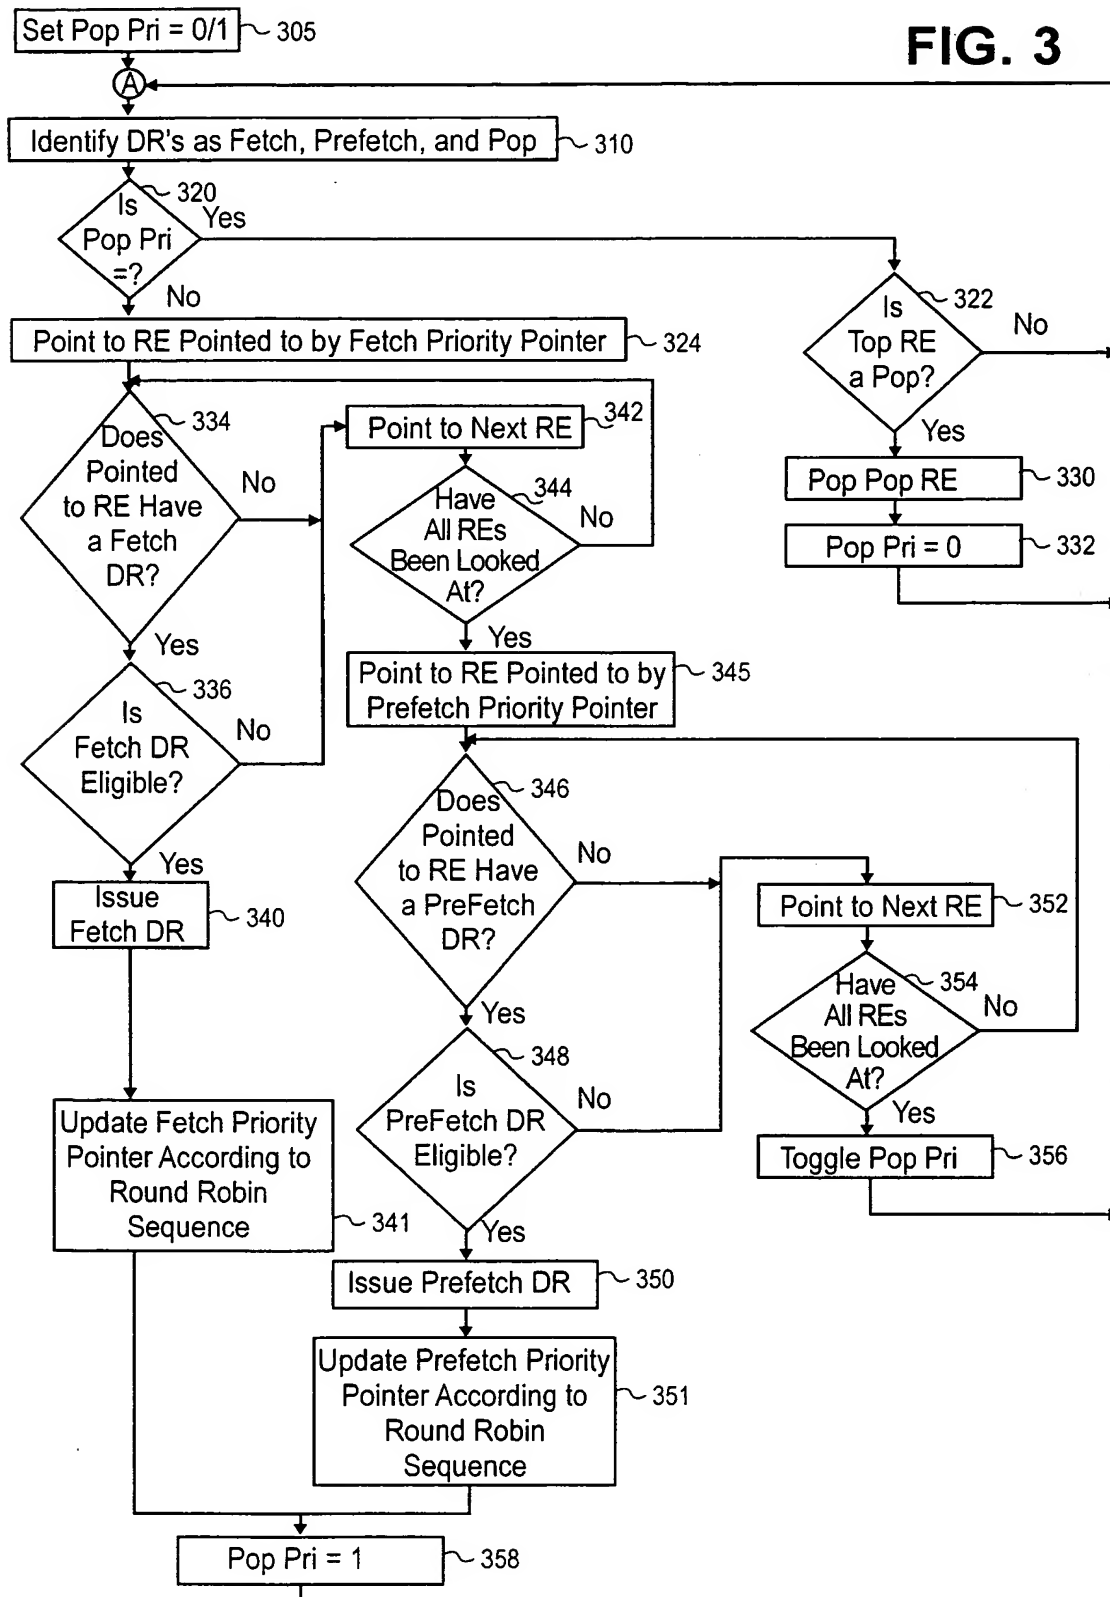 FIG. 3
Set Pop Pri = 0/1
305
A
Identify DR's as Fetch, Prefetch, and Pop
310
320
Is
Pop Pri
=?
Yes
No
322
Is
Top RE
a Pop?
No
Yes
Point to RE Pointed to by Fetch Priority Pointer
324
Pop Pop RE
330
Pop Pri = 0
332
334
Does
Pointed
to RE Have
a Fetch
DR?
No
Yes
Point to Next RE
342
344
Have
All REs
Been Looked
At?
No
Yes
336
Is
Fetch DR
Eligible?
No
Yes
Point to RE Pointed to by
Prefetch Priority Pointer
345
Issue
Fetch DR
340
346
Does
Pointed
to RE Have
a PreFetch
DR?
No
Yes
Point to Next RE
352
354
Have
All REs
Been Looked
At?
No
Yes
348
Is
PreFetch DR
Eligible?
No
Yes
Toggle Pop Pri
356
Update Fetch Priority
Pointer According to
Round Robin
Sequence
341
Issue Prefetch DR
350
Update Prefetch Priority
Pointer According to
Round Robin
Sequence
351
Pop Pri = 1
358